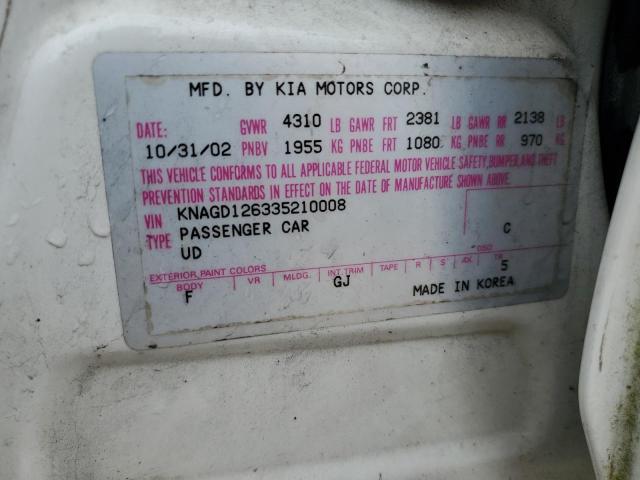 MFD. BY KIA MOTORS CORP.
DATE: GVWR 4310 LB GAWR FRT 2381 LB GAWR RR 2138 LB
10/31/02 PNBV 1955 KG PNBE FRT 1080 KG PNBE RR 970 KG
THIS VEHICLE CONFORMS TO ALL APPLICABLE FEDERAL MOTOR VEHICLE SAFETY,BUMPER,AND THEFT
PREVENTION STANDARDS IN EFFECT ON THE DATE OF MANUFACTURE SHOWN ABOVE.
VIN KNAGD126335210008
TYPE PASSENGER CAR C
UD DSO
EXTERIOR PAINT COLORS
BODY VR MLDG. INT.TRIM TAPE R S AX TR
F GJ 5
MADE IN KOREA